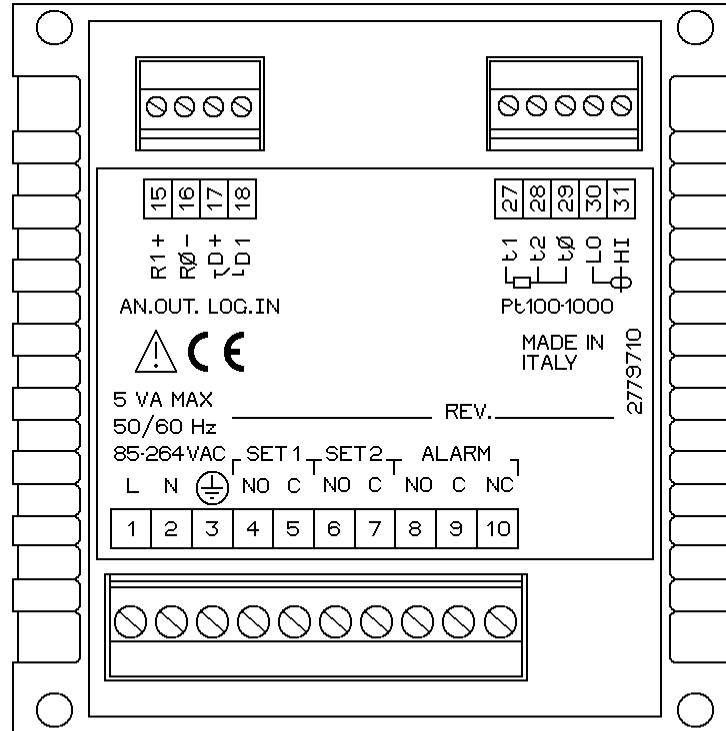 15 16 17 18
27 28 29 30 31
R1+ RØ- D+ D1
t1 t2 tØ LO HI
AN.OUT. LOG.IN
Pt100-1000
CE
MADE IN
ITALY
2779710
5 VA MAX
REV.
50/60 Hz
85-264VAC SET 1 SET 2 ALARM
L N NO C NO C NO C NC
1 2 3 4 5 6 7 8 9 10